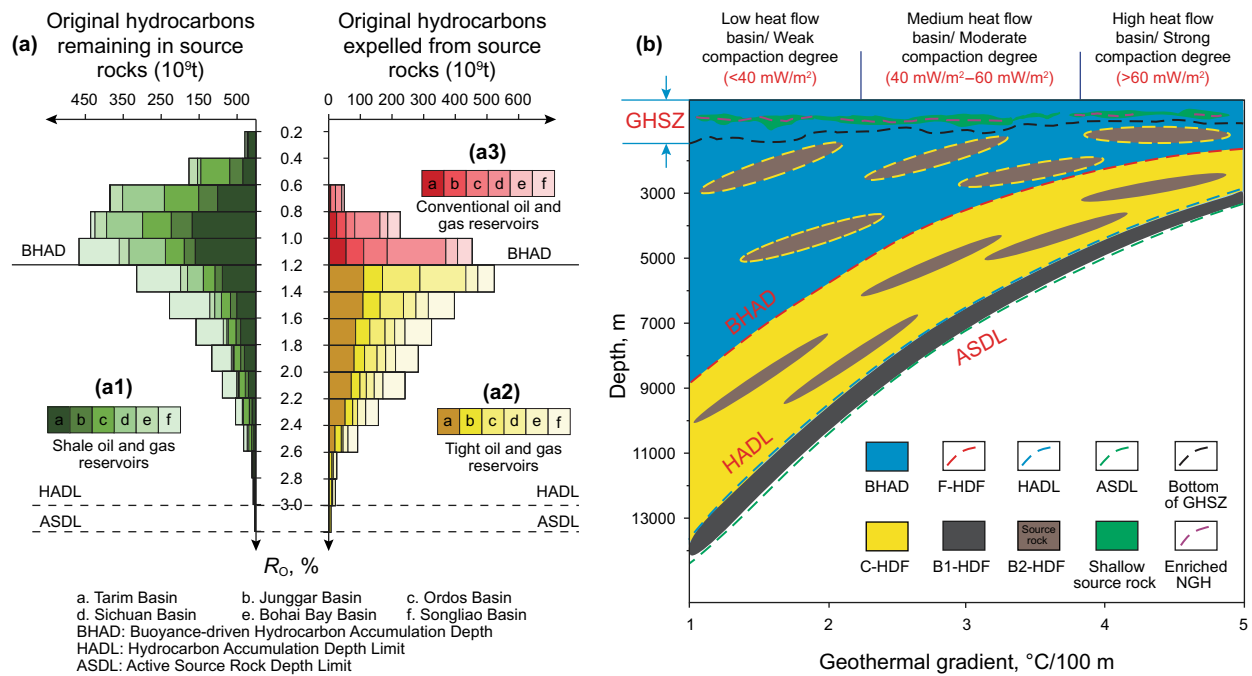 (a)
Original hydrocarbons
remaining in source
rocks (10⁹t)
450 350 150 500
Original hydrocarbons
expelled from source
rocks (10⁹t)
0 100 200 300 400 500 600
0.2
0.4
0.6
0.8
1.0
1.2
1.4
1.6
1.8
2.0
2.2
2.4
2.6
2.8
3.0
(a3)
a b c d e f
Conventional oil and
gas reservoirs
BHAD BHAD
(a1)
a b c d e f
Shale oil and gas
reservoirs
(a2)
a b c d e f
Tight oil and gas
reservoirs
HADL HADL
ASDL ASDL
RO, %
a. Tarim Basin b. Junggar Basin c. Ordos Basin
d. Sichuan Basin e. Bohai Bay Basin f. Songliao Basin
BHAD: Buoyance-driven Hydrocarbon Accumulation Depth
HADL: Hydrocarbon Accumulation Depth Limit
ASDL: Active Source Rock Depth Limit
(b)
Low heat flow
basin/ Weak
compaction degree
(<40 mW/m²)
Medium heat flow
basin/ Moderate
compaction degree
(40 mW/m²–60 mW/m²)
High heat flow
basin/ Strong
compaction degree
(>60 mW/m²)
GHSZ
3000
5000
7000
9000
11000
13000
Depth, m
BHAD
HADL
ASDL
BHAD F-HDF HADL ASDL Bottom
of GHSZ
Source
rock
C-HDF B1-HDF B2-HDF Shallow
source rock
Enriched
NGH
1 2 3 4 5
Geothermal gradient, °C/100 m